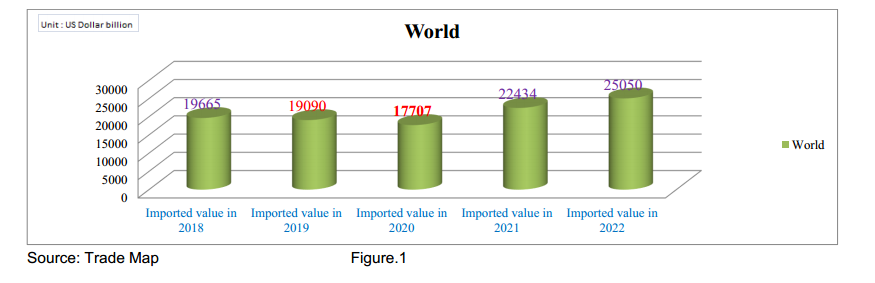 Unit : US Dollar billion
World
30000
25000
20000
15000
10000
5000
0
19665
19090
17707
22434
25050
World
Imported value in
2018
Imported value in
2019
Imported value in
2020
Imported value in
2021
Imported value in
2022
Source: Trade Map
Figure.1